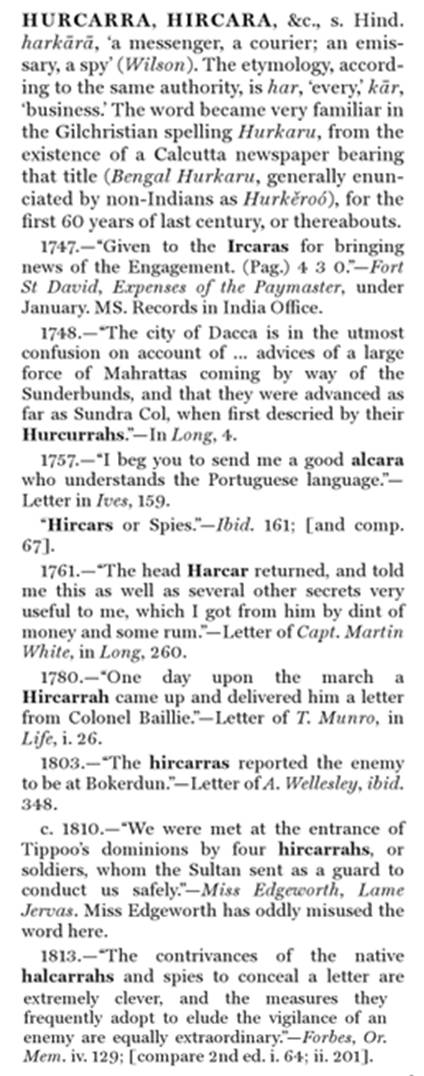 HURCARRA, HIRCARA, &c., s. Hind.
harkārā, ‘a messenger, a courier; an emis-
sary, a spy’ (Wilson). The etymology, accord-
ing to the same authority, is har, ‘every,’ kār,
‘business.’ The word became very familiar in
the Gilchristian spelling Hurkaru, from the
existence of a Calcutta newspaper bearing
that title (Bengal Hurkaru, generally enun-
ciated by non-Indians as Hurkĕroó), for the
first 60 years of last century, or thereabouts.
1747.—“Given to the Ircaras for bringing
news of the Engagement. (Pag.) 4 3 0.”—Fort
St David, Expenses of the Paymaster, under
January. MS. Records in India Office.
1748.—“The city of Dacca is in the utmost
confusion on account of ... advices of a large
force of Mahrattas coming by way of the
Sunderbunds, and that they were advanced as
far as Sundra Col, when first descried by their
Hurcurrahs.”—In Long, 4.
1757.—“I beg you to send me a good alcara
who understands the Portuguese language.”—
Letter in Ives, 159.
“Hircars or Spies.”—Ibid. 161; [and comp.
67].
1761.—“The head Harcar returned, and told
me this as well as several other secrets very
useful to me, which I got from him by dint of
money and some rum.”—Letter of Capt. Martin
White, in Long, 260.
1780.—“One day upon the march a
Hircarrah came up and delivered him a letter
from Colonel Baillie.”—Letter of T. Munro, in
Life, i. 26.
1803.—“The hircarras reported the enemy
to be at Bokerdun.”—Letter of A. Wellesley, ibid.
348.
c. 1810.—“We were met at the entrance of
Tippoo’s dominions by four hircarrahs, or
soldiers, whom the Sultan sent as a guard to
conduct us safely.”—Miss Edgeworth, Lame
Jervas. Miss Edgeworth has oddly misused the
word here.
1813.—“The contrivances of the native
halcarrahs and spies to conceal a letter are
extremely clever, and the measures they
frequently adopt to elude the vigilance of an
enemy are equally extraordinary.”—Forbes, Or.
Mem. iv. 129; [compare 2nd ed. i. 64; ii. 201].